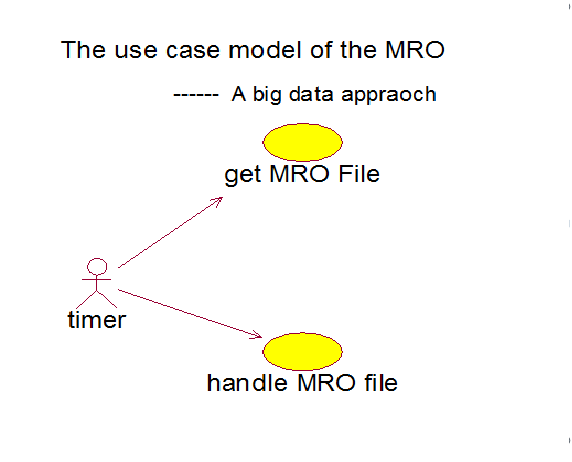 The use case model of the MRO
------ A big data appraoch
get MRO File
timer
handle MRO file